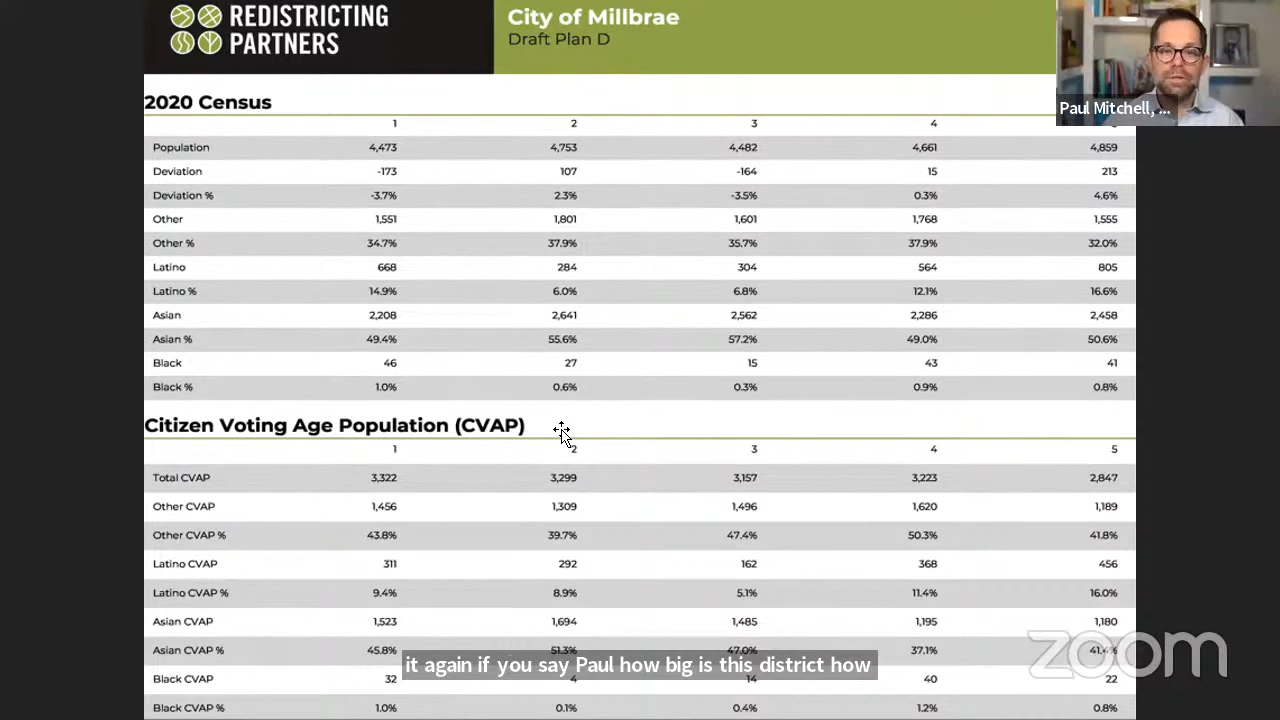 REDISTRICTING
PARTNERS
City of Millbrae
Draft Plan D
Paul Mitchell, ...
2020 Census
1 2 3 4
Population 4,473 4,753 4,482 4,661 4,859
Deviation -173 107 -164 15 213
Deviation % -3.7% 2.3% -3.5% 0.3% 4.6%
Other 1,551 1,801 1,601 1,768 1,555
Other % 34.7% 37.9% 35.7% 37.9% 32.0%
Latino 668 284 304 564 805
Latino % 14.9% 6.0% 6.8% 12.1% 16.6%
Asian 2,208 2,641 2,562 2,286 2,458
Asian % 49.4% 55.6% 57.2% 49.0% 50.6%
Black 46 27 15 43 41
Black % 1.0% 0.6% 0.3% 0.9% 0.8%
Citizen Voting Age Population (CVAP)
1 2 3 4 5
Total CVAP 3,322 3,299 3,157 3,223 2,847
Other CVAP 1,456 1,309 1,496 1,620 1,189
Other CVAP % 43.8% 39.7% 47.4% 50.3% 41.8%
Latino CVAP 311 292 162 368 456
Latino CVAP % 9.4% 8.9% 5.1% 11.4% 16.0%
Asian CVAP 1,523 1,694 1,485 1,195 1,180
Asian CVAP % 45.8% 51.3% 47.0% 37.1% 41.4%
it again if you say Paul how big is this district how
Black CVAP 32 4 14 40 22
Black CVAP % 1.0% 0.1% 0.4% 1.2% 0.8%
zoom